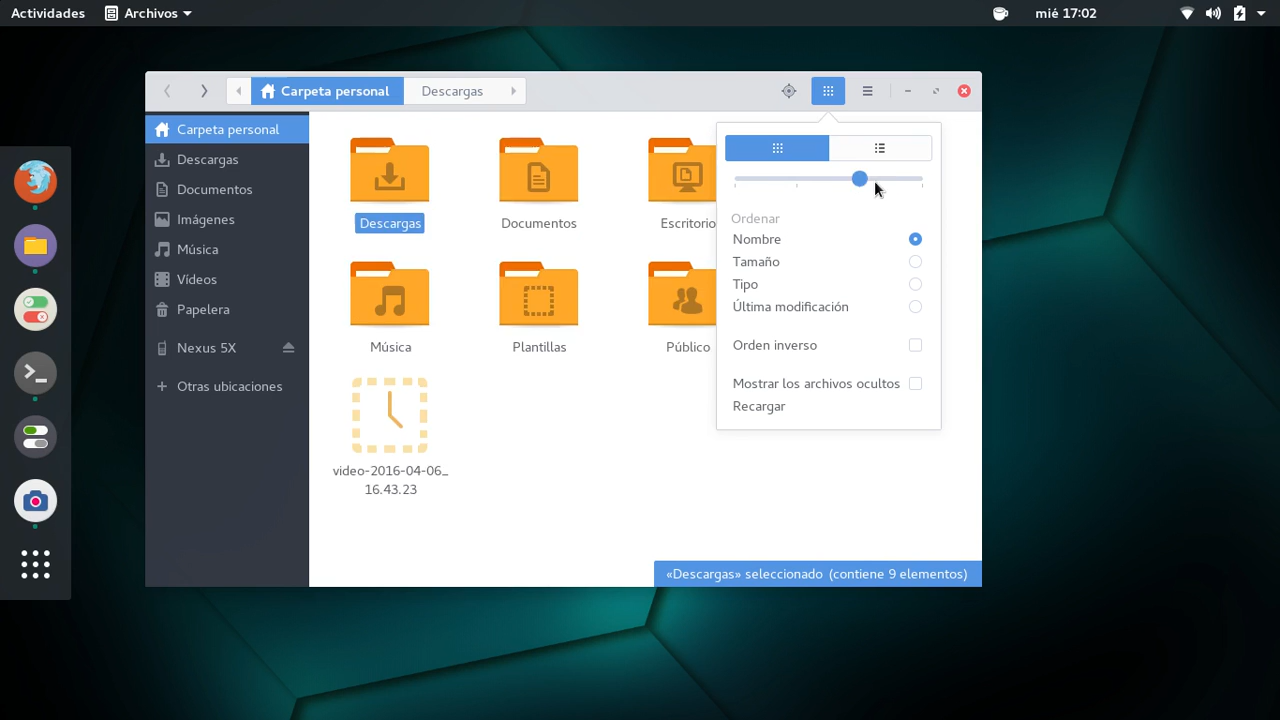 Actividades
Archivos
mié 17:02
Carpeta personal
Descargas
Carpeta personal
Descargas
Documentos
Imágenes
Música
Vídeos
Papelera
Nexus 5X
Otras ubicaciones
Descargas
Documentos
Escritorio
Música
Plantillas
Público
video-2016-04-06_
16.43.23
Ordenar
Nombre
Tamaño
Tipo
Última modificación
Orden inverso
Mostrar los archivos ocultos
Recargar
«Descargas» seleccionado (contiene 9 elementos)